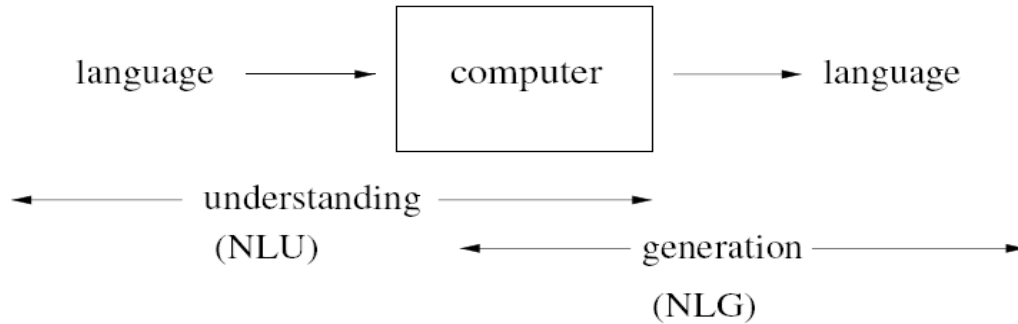 language computer language
understanding
(NLU)
generation
(NLG)